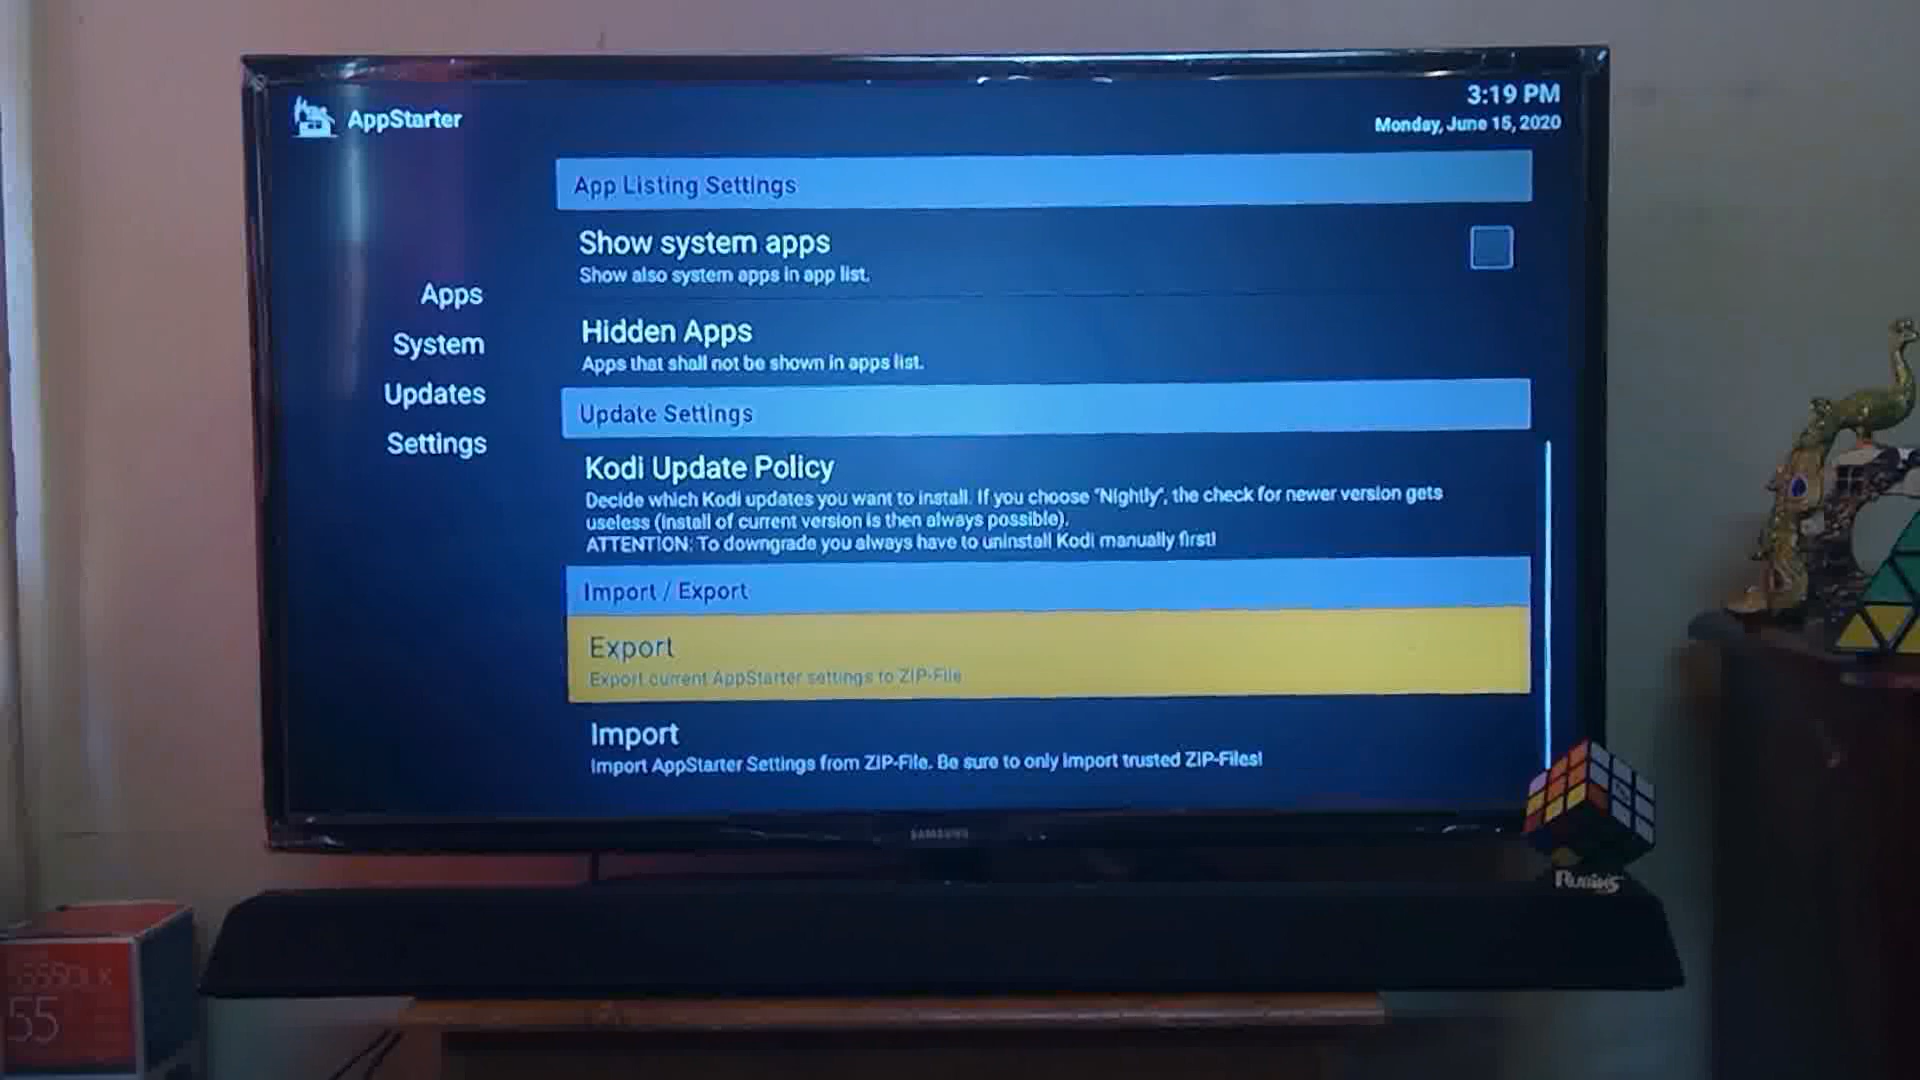 AppStarter
3:19 PM
Monday, June 15, 2020
Apps
System
Updates
Settings
App Listing Settings
Show system apps
Show also system apps in app list.
Hidden Apps
Apps that shall not be shown in apps list.
Update Settings
Kodi Update Policy
Decide which Kodi updates you want to install. If you choose "Nightly", the check for newer version gets
useless (install of current version is then always possible).
ATTENTION: To downgrade you always have to uninstall Kodi manually first!
Import / Export
Export
Export current AppStarter settings to ZIP-File
Import
Import AppStarter Settings from ZIP-File. Be sure to only import trusted ZIP-Files!
SAMSUNG
55